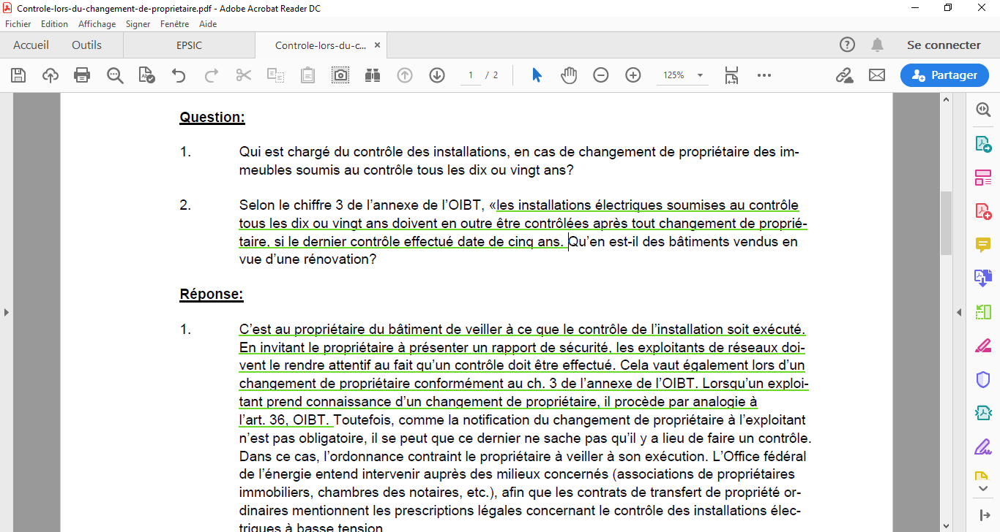 Controle-lors-du-changement-de-proprietaire.pdf - Adobe Acrobat Reader DC
Fichier Edition Affichage Signer Fenêtre Aide
Accueil Outils EPSIC Controle-lors-du-c... × Se connecter
1 / 2 125% Partager
Question:
1. Qui est chargé du contrôle des installations, en cas de changement de propriétaire des im-
meubles soumis au contrôle tous les dix ou vingt ans?
2. Selon le chiffre 3 de l'annexe de l'OIBT, «les installations électriques soumises au contrôle
tous les dix ou vingt ans doivent en outre être contrôlées après tout changement de proprié-
taire, si le dernier contrôle effectué date de cinq ans. Qu'en est-il des bâtiments vendus en
vue d'une rénovation?
Réponse:
1. C'est au propriétaire du bâtiment de veiller à ce que le contrôle de l'installation soit exécuté.
En invitant le propriétaire à présenter un rapport de sécurité, les exploitants de réseaux doi-
vent le rendre attentif au fait qu'un contrôle doit être effectué. Cela vaut également lors d'un
changement de propriétaire conformément au ch. 3 de l'annexe de l'OIBT. Lorsqu'un exploi-
tant prend connaissance d'un changement de propriétaire, il procède par analogie à
l'art. 36, OIBT. Toutefois, comme la notification du changement de propriétaire à l'exploitant
n'est pas obligatoire, il se peut que ce dernier ne sache pas qu'il y a lieu de faire un contrôle.
Dans ce cas, l'ordonnance contraint le propriétaire à veiller à son exécution. L'Office fédéral
de l'énergie entend intervenir auprès des milieux concernés (associations de propriétaires
immobiliers, chambres des notaires, etc.), afin que les contrats de transfert de propriété or-
dinaires mentionnent les prescriptions légales concernant le contrôle des installations élec-
triques à basse tension